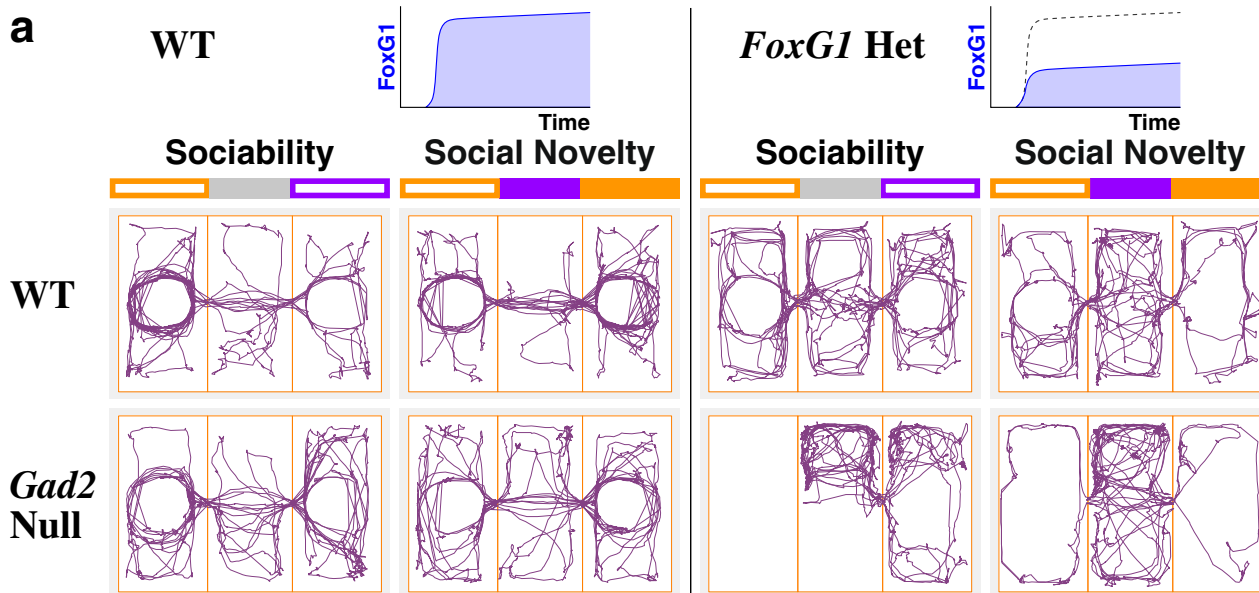 a
WT
FoxG1
Time
FoxG1 Het
FoxG1
Time
Sociability
Social Novelty
Sociability
Social Novelty
WT
Gad2
Null